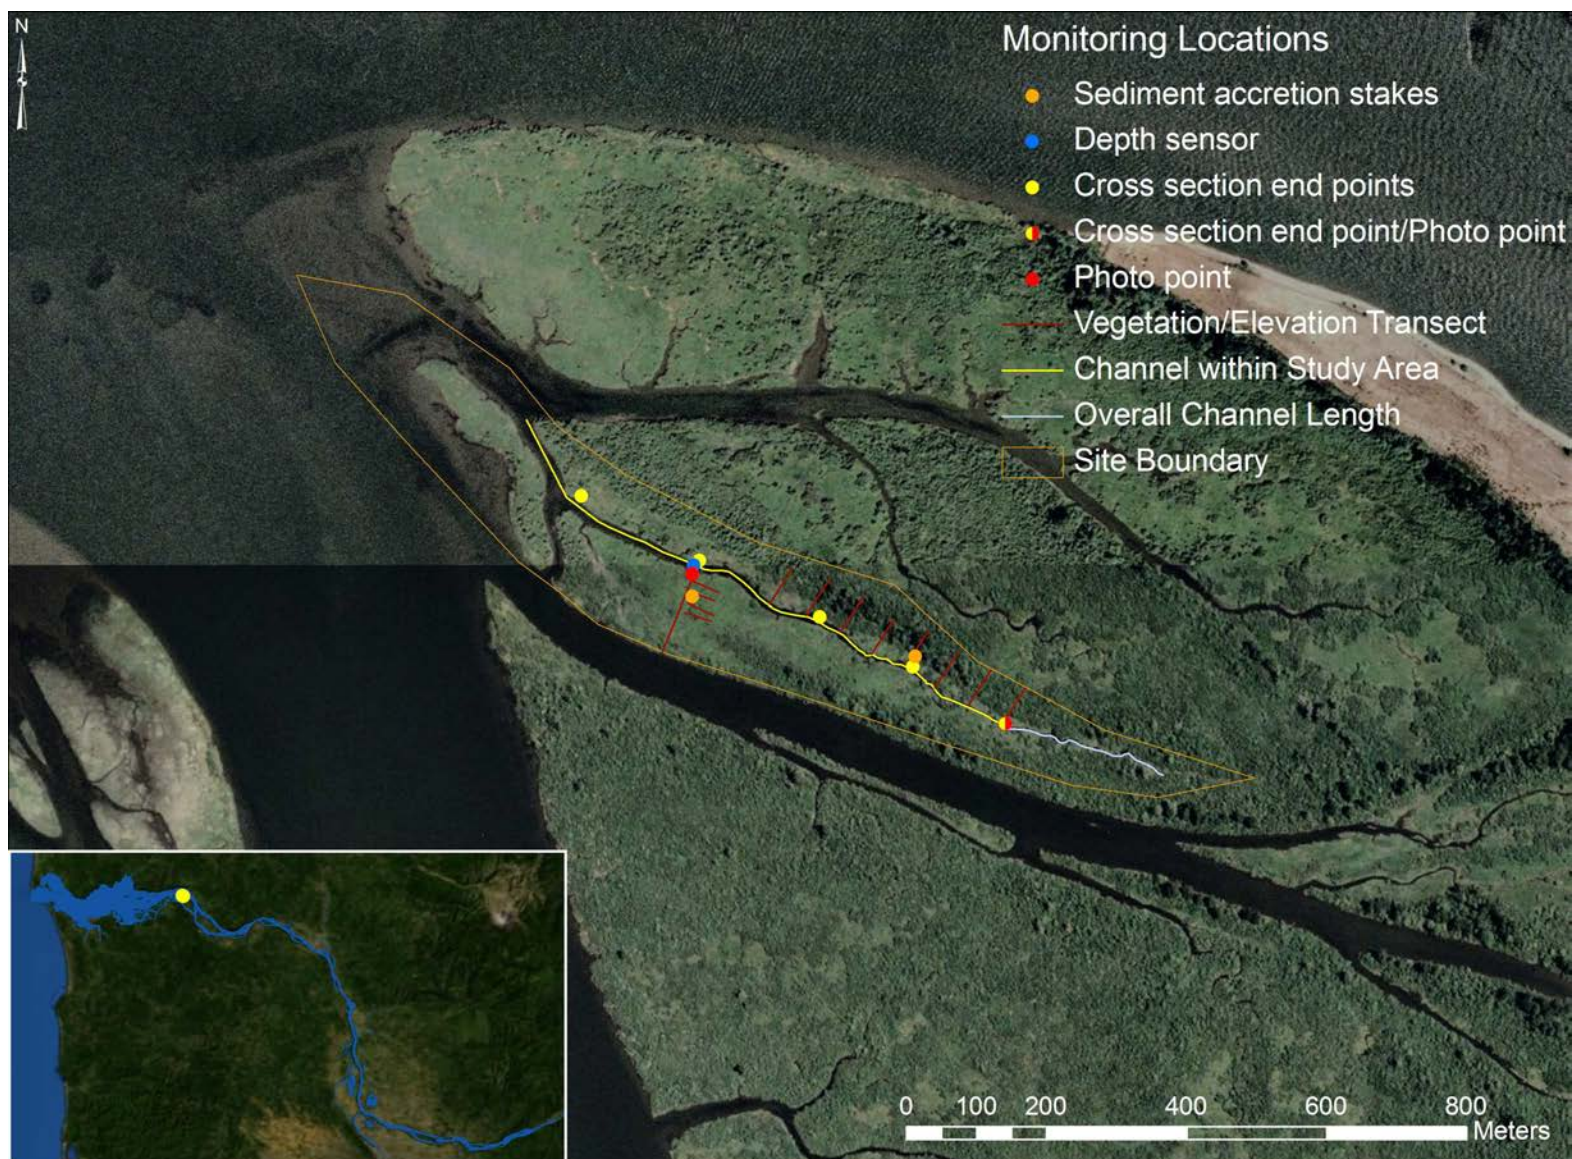 N
Monitoring Locations
Sediment accretion stakes
Depth sensor
Cross section end points
Cross section end point/Photo point
Photo point
Vegetation/Elevation Transect
Channel within Study Area
Overall Channel Length
Site Boundary
0 100 200 400 600 800
Meters